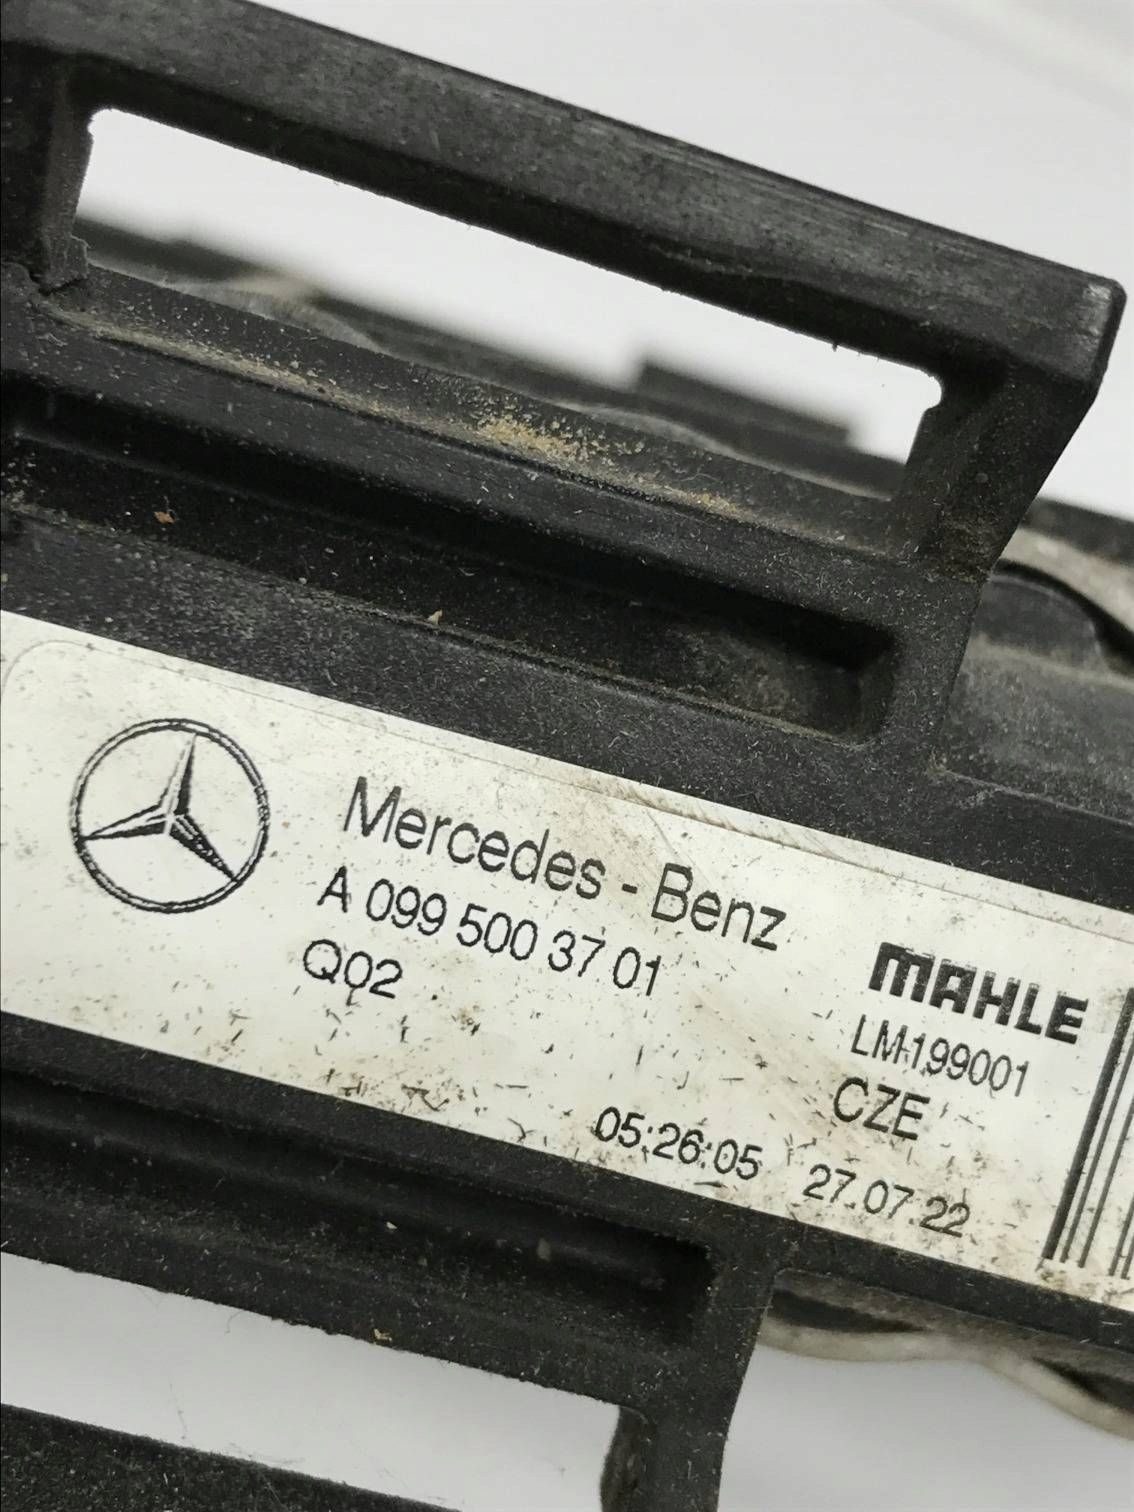 Mercedes - Benz
A 099 500 37 01
Q02
MAHLE
LM199001
CZE
05:26:05 27.07.22